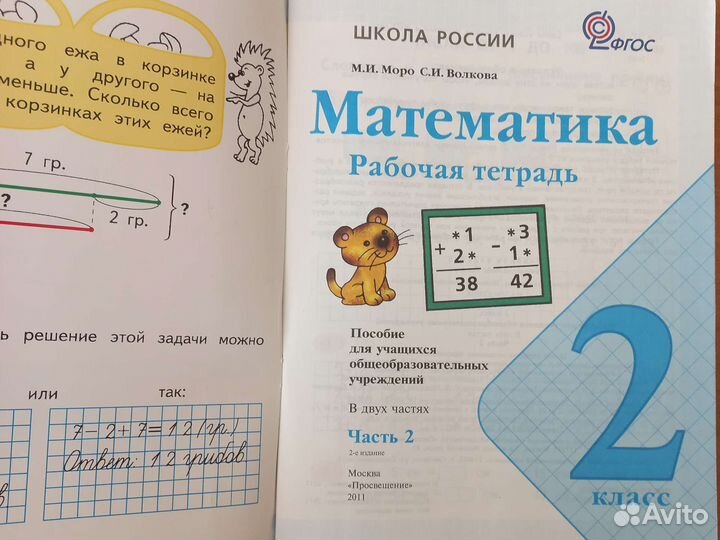 дного ежа в корзинке
а у другого — на
меньше. Сколько всего
корзинках этих ежей?
7 гр.
?
2 гр.
?
ь решение этой задачи можно
или так:
7 – 2 + 7 = 12 (гр.)
Ответ: 12 грибов
в
ШКОЛА РОССИИ
ФГОС
М.И. Моро С.И. Волкова
Математика
Рабочая тетрадь
+ *1 – *3
2* 1*
38 42
Пособие
для учащихся
общеобразовательных
учреждений
В двух частях
Часть 2
2-е издание
Москва
«Просвещение»
2011
2
класс
Avito